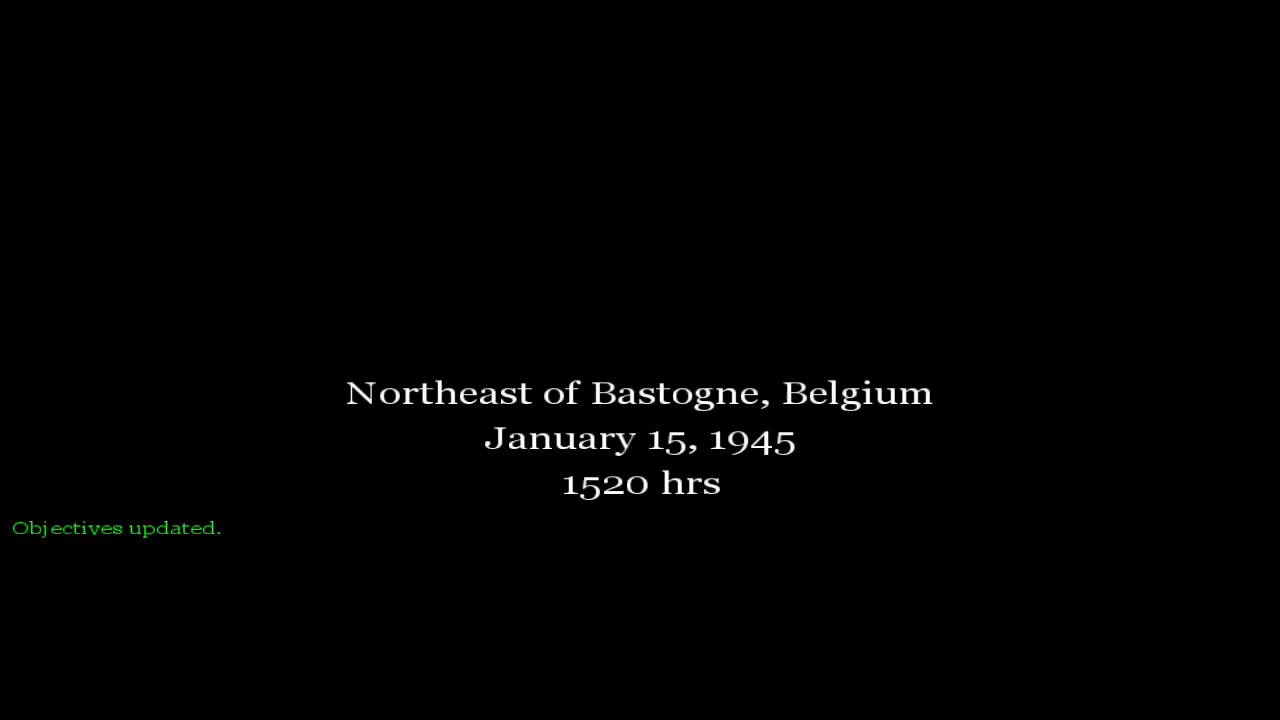 Northeast of Bastogne, Belgium
January 15, 1945
1520 hrs
Objectives updated.